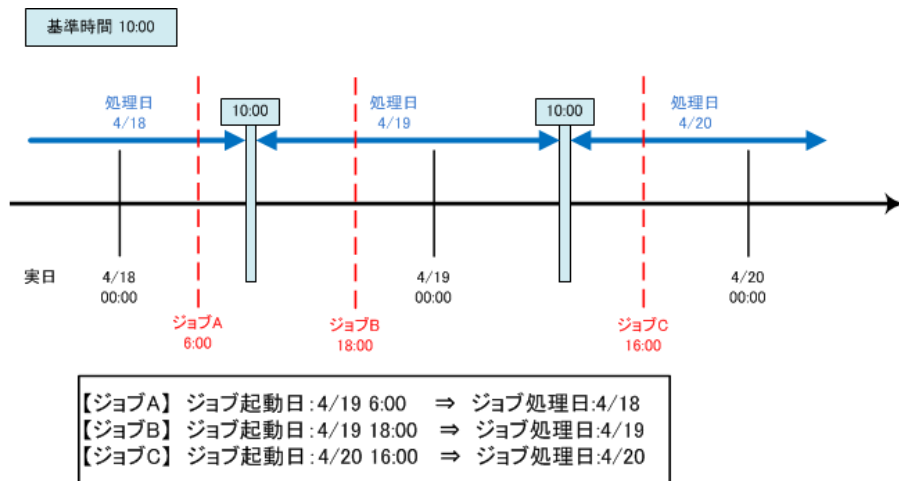 基準時間 10:00
処理日
4/18
10:00
処理日
4/19
10:00
処理日
4/20
実日
4/18
00:00
4/19
00:00
4/20
00:00
ジョブA
6:00
ジョブB
18:00
ジョブC
16:00
【ジョブA】 ジョブ起動日:4/19 6:00 ⇒ ジョブ処理日:4/18
【ジョブB】 ジョブ起動日:4/19 18:00 ⇒ ジョブ処理日:4/19
【ジョブC】 ジョブ起動日:4/20 16:00 ⇒ ジョブ処理日:4/20